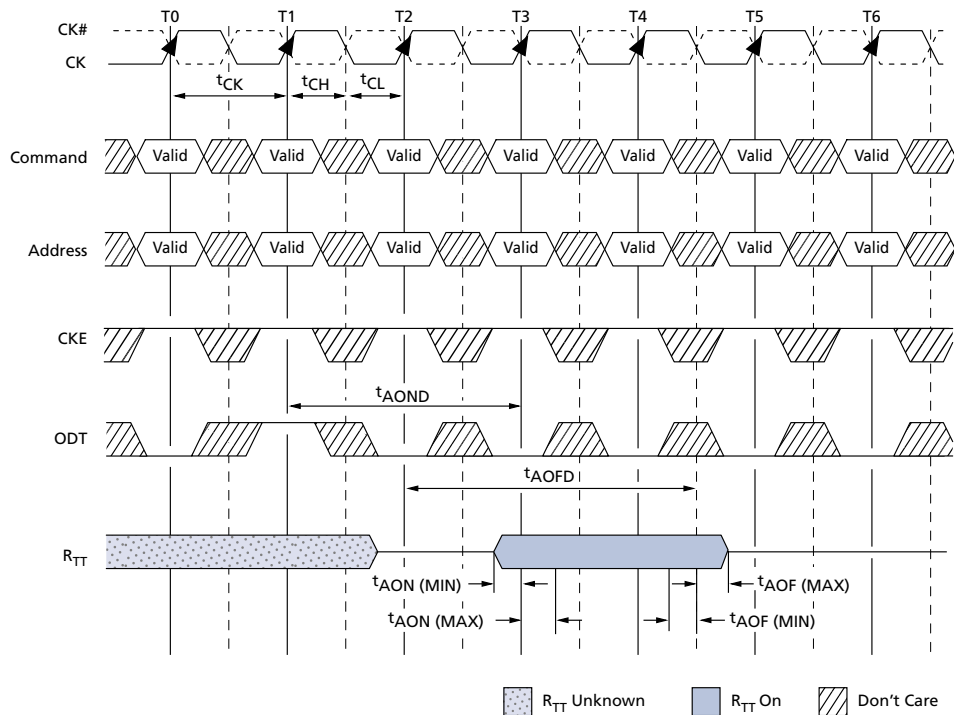 T0 T1 T2 T3 T4 T5 T6
CK#
CK
tCK tCH tCL
Command Valid Valid Valid Valid Valid Valid Valid
Address Valid Valid Valid Valid Valid Valid Valid
CKE
tAOND
ODT
tAOFD
RTT
tAON (MIN) tAOF (MAX)
tAON (MAX) tAOF (MIN)
RTT Unknown RTT On Don't Care